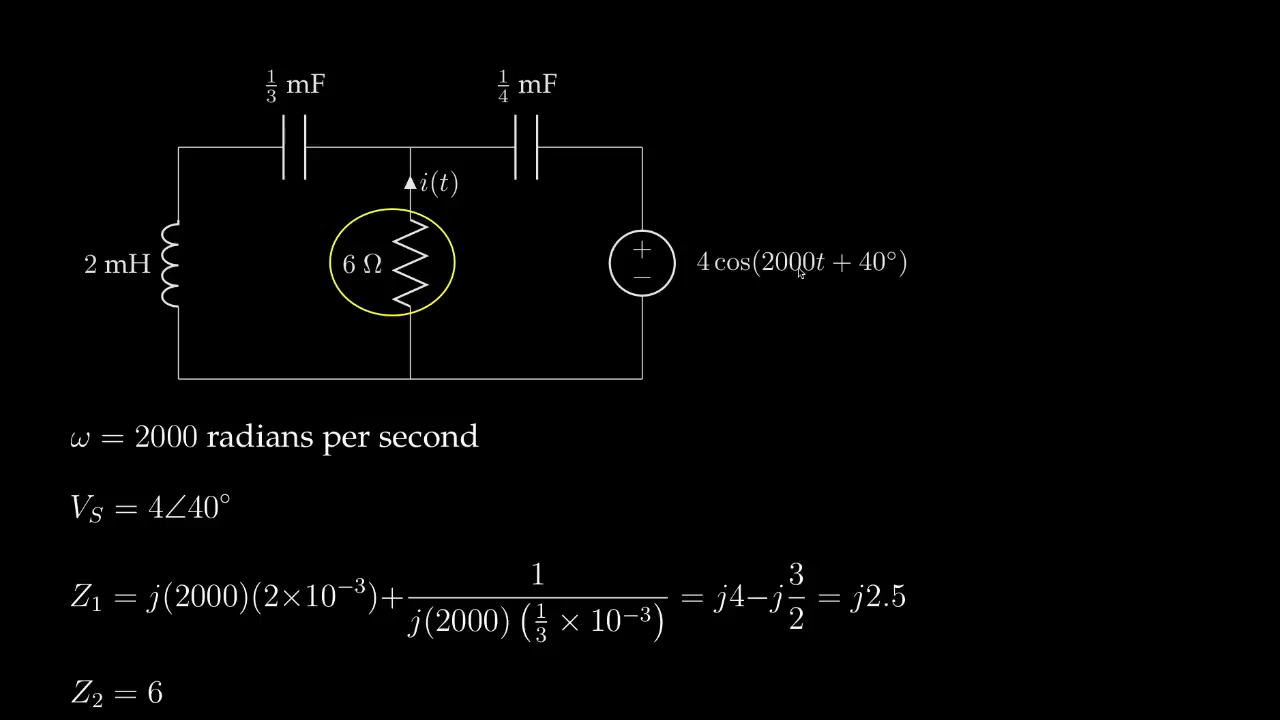 1/3 mF
1/4 mF
i(t)
2 mH
6 Ω
+
−
4 cos(2000t + 40°)
ω = 2000 radians per second
V_S = 4∠40°
Z_1 = j(2000)(2×10^{−3})+ 1/(j(2000)(1/3 × 10^{−3})) = j4−j 3/2 = j2.5
Z_2 = 6